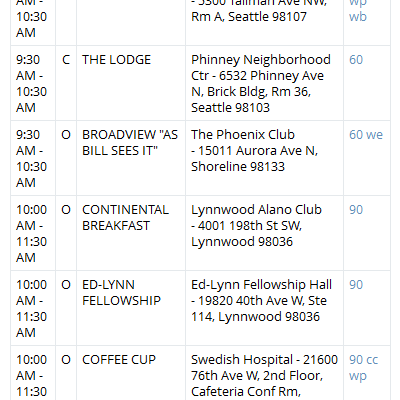 AM -
10:30
AM
- 5300 Tallman Ave NW,
Rm A, Seattle 98107
wp
wb
9:30
AM -
10:30
AM
C
THE LODGE
Phinney Neighborhood
Ctr - 6532 Phinney Ave
N, Brick Bldg, Rm 36,
Seattle 98103
60
9:30
AM -
10:30
AM
O
BROADVIEW "AS
BILL SEES IT"
The Phoenix Club
- 15011 Aurora Ave N,
Shoreline 98133
60 we
10:00
AM -
11:30
AM
O
CONTINENTAL
BREAKFAST
Lynnwood Alano Club
- 4001 198th St SW,
Lynnwood 98036
90
10:00
AM -
11:30
AM
O
ED-LYNN
FELLOWSHIP
Ed-Lynn Fellowship Hall
- 19820 40th Ave W, Ste
114, Lynnwood 98036
90
10:00
AM -
11:30
O
COFFEE CUP
Swedish Hospital - 21600
76th Ave W, 2nd Floor,
Cafeteria Conf Rm,
90 cc
wp